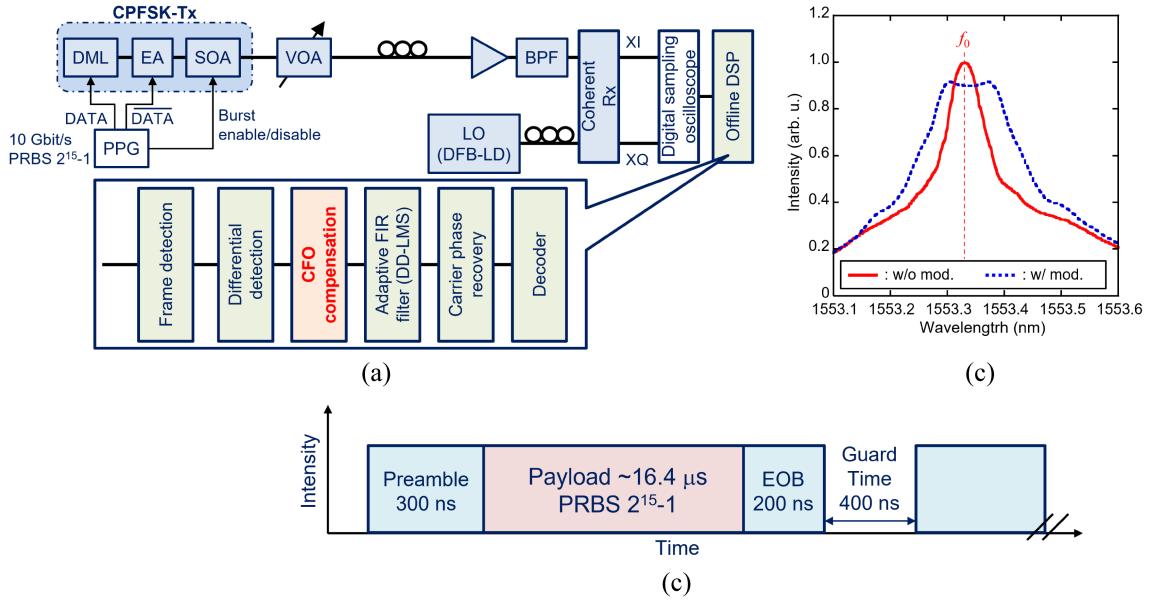 CPFSK-Tx
DML
EA
SOA
VOA
BPF
Coherent
Rx
XI
XQ
Digital sampling
oscilloscope
Offline DSP
DATA
DATA
Burst
enable/disable
10 Gbit/s
PRBS 2¹⁵-1
PPG
LO
(DFB-LD)
Frame detection
Differential
detection
CFO
compensation
Adaptive FIR
filter (DD-LMS)
Carrier phase
recovery
Decoder
(a)
Intensity (arb. u.)
1.2
1.0
0.8
0.6
0.4
0.2
0
f₀
: w/o mod.
: w/ mod.
1553.1
1553.2
1553.3
1553.4
1553.5
1553.6
Wavelengtrh (nm)
(c)
Intensity
Preamble
300 ns
Payload ~16.4 μs
PRBS 2¹⁵-1
EOB
200 ns
Guard
Time
400 ns
Time
(c)